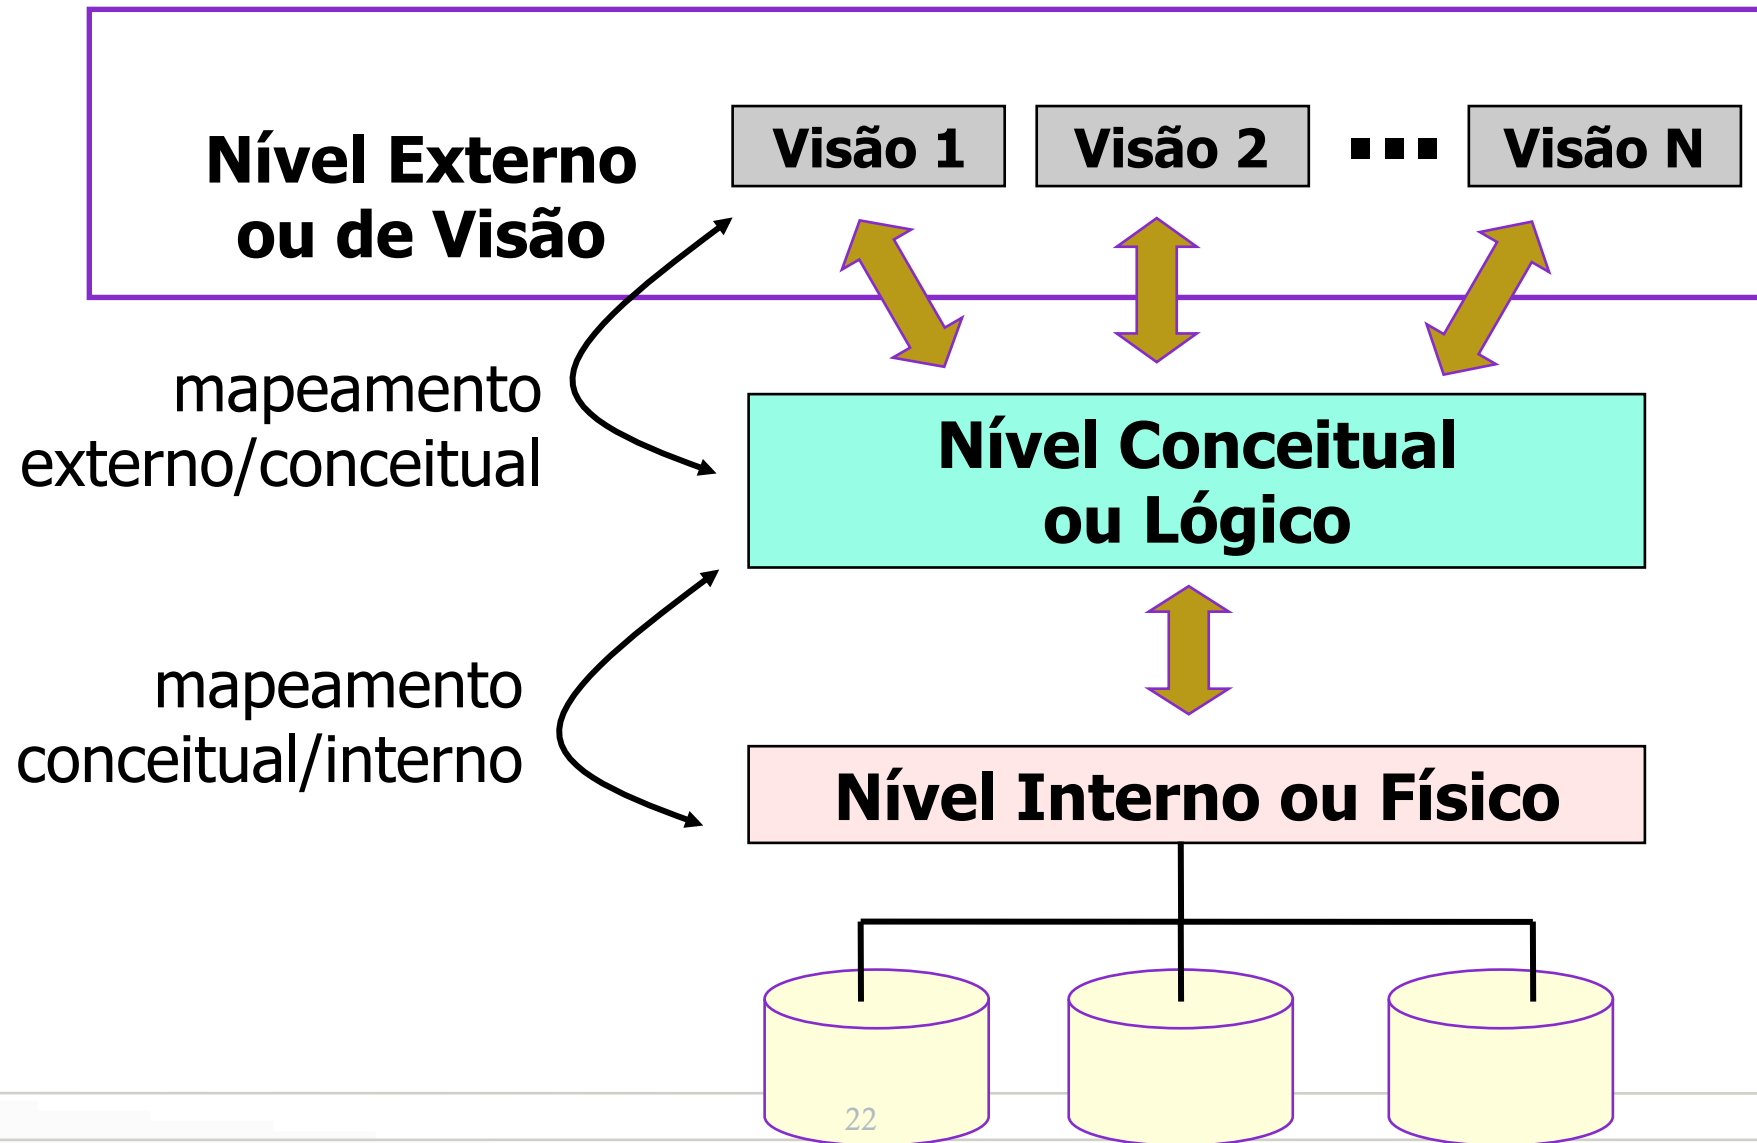 Nível Externo
ou de Visão
Visão 1
Visão 2
Visão N
mapeamento
externo/conceitual
Nível Conceitual
ou Lógico
mapeamento
conceitual/interno
Nível Interno ou Físico
22